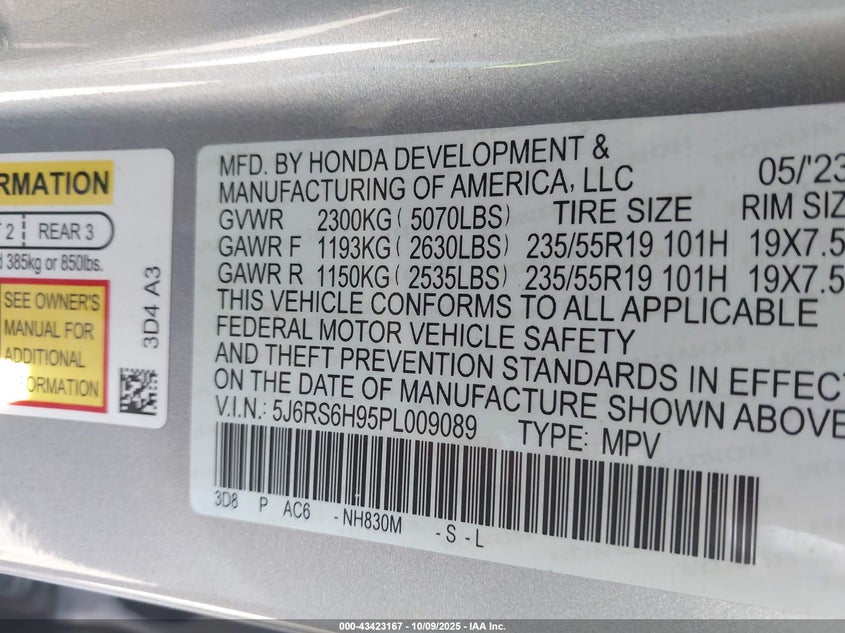 RMATION
2 REAR 3
385kg or 850lbs.
SEE OWNER'S
MANUAL FOR
ADDITIONAL
ORMATION
3D4 A3
MFD. BY HONDA DEVELOPMENT &
MANUFACTURING OF AMERICA, LLC 05/'23
GVWR 2300KG ( 5070LBS) TIRE SIZE RIM SIZ
GAWR F 1193KG ( 2630LBS) 235/55R19 101H 19X7.5
GAWR R 1150KG ( 2535LBS) 235/55R19 101H 19X7.5
THIS VEHICLE CONFORMS TO ALL APPLICABLE
FEDERAL MOTOR VEHICLE SAFETY
AND THEFT PREVENTION STANDARDS IN EFFECT
ON THE DATE OF MANUFACTURE SHOWN ABOVE
V.I.N.: 5J6RS6H95PL009089 TYPE: MPV
3D8 P AC6 -NH830M -S-L
000-43423167 - 10/09/2025 - IAA Inc.